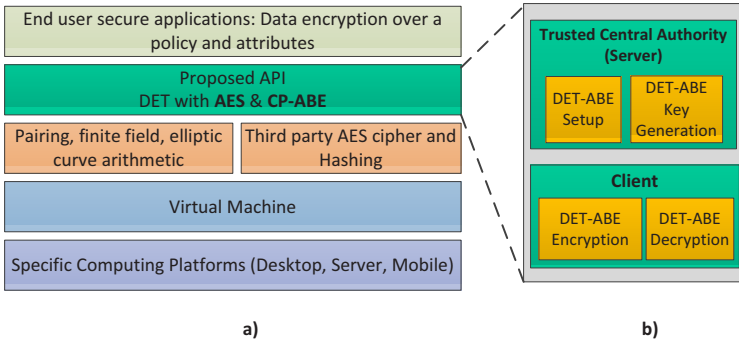 End user secure applications: Data encryption over a
policy and attributes
Proposed API
DET with AES & CP-ABE
Pairing, finite field, elliptic
curve arithmetic
Third party AES cipher and
Hashing
Virtual Machine
Specific Computing Platforms (Desktop, Server, Mobile)
a)
Trusted Central Authority
(Server)
DET-ABE
Setup
DET-ABE
Key
Generation
Client
DET-ABE
Encryption
DET-ABE
Decryption
b)